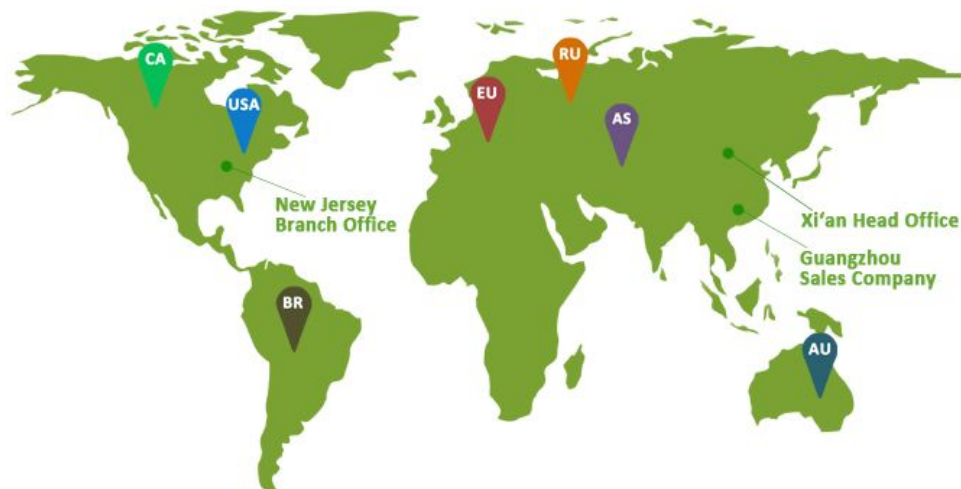 CA
RU
USA
EU
AS
New Jersey
Branch Office
Xi‘an Head Office
Guangzhou
Sales Company
BR
AU